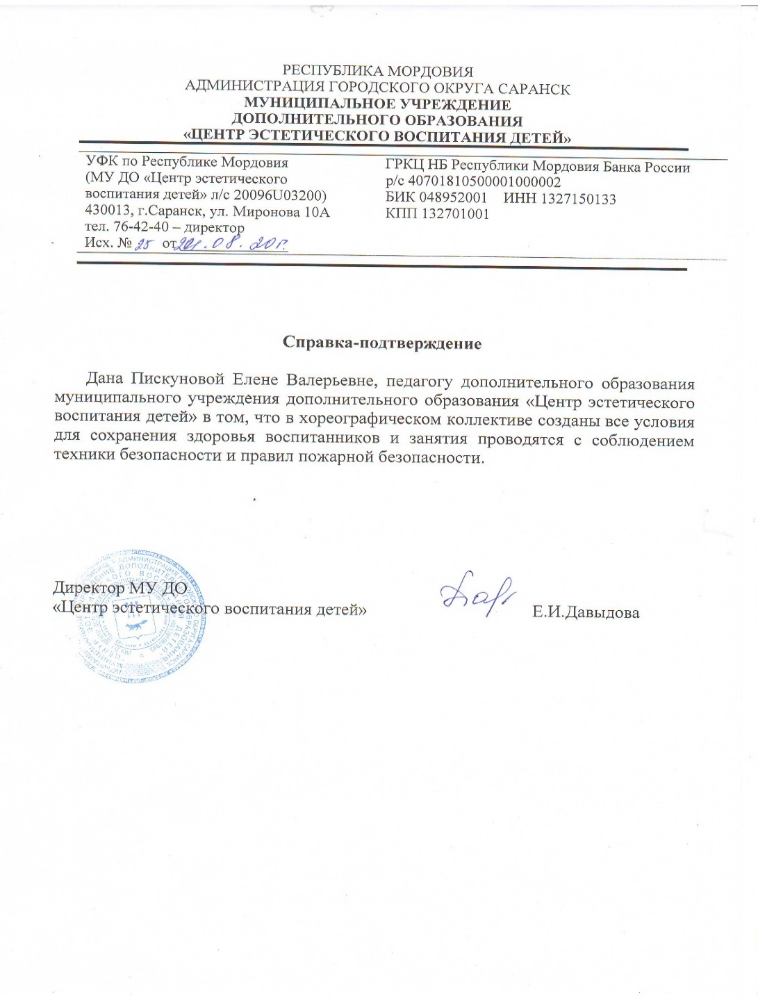 РЕСПУБЛИКА МОРДОВИЯ
АДМИНИСТРАЦИЯ ГОРОДСКОГО ОКРУГА САРАНСК
МУНИЦИПАЛЬНОЕ УЧРЕЖДЕНИЕ
ДОПОЛНИТЕЛЬНОГО ОБРАЗОВАНИЯ
«ЦЕНТР ЭСТЕТИЧЕСКОГО ВОСПИТАНИЯ ДЕТЕЙ»
УФК по Республике Мордовия
(МУ ДО «Центр эстетического
воспитания детей» л/с 20096U03200)
430013, г.Саранск, ул. Миронова 10А
тел. 76-42-40 – директор
Исх. № 25 от .08.20г.
ГРКЦ НБ Республики Мордовия Банка России
р/с 40701810500001000002
БИК 048952001 ИНН 1327150133
КПП 132701001
Справка-подтверждение
Дана Пискуновой Елене Валерьевне, педагогу дополнительного образования
муниципального учреждения дополнительного образования «Центр эстетического
воспитания детей» в том, что в хореографическом коллективе созданы все условия
для сохранения здоровья воспитанников и занятия проводятся с соблюдением
техники безопасности и правил пожарной безопасности.
Директор МУ ДО
«Центр эстетического воспитания детей»
Е.И.Давыдова